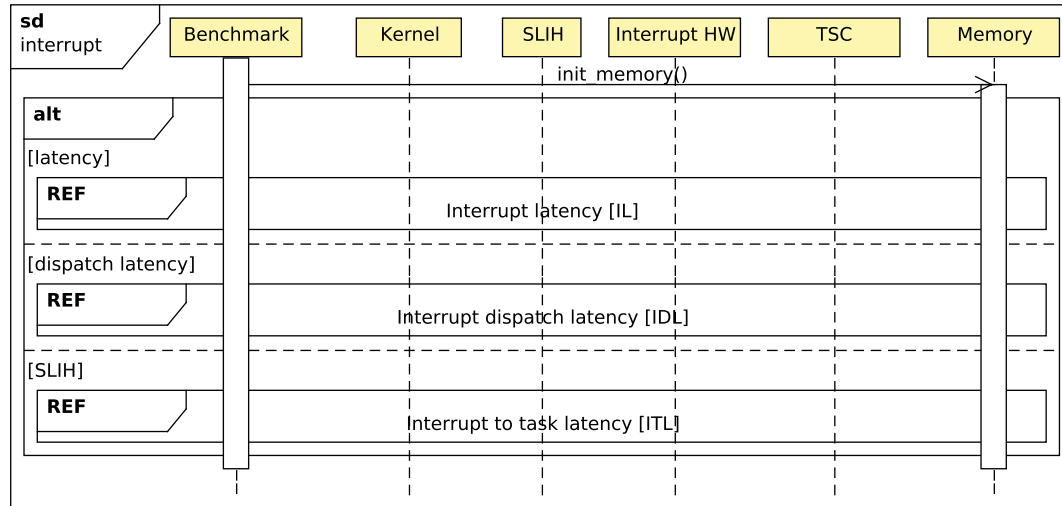 sd
interrupt
Benchmark
Kernel
SLIH
Interrupt HW
TSC
Memory
init_memory()
alt
[latency]
REF
Interrupt latency [IL]
[dispatch latency]
REF
Interrupt dispatch latency [IDL]
[SLIH]
REF
Interrupt to task latency [ITL]